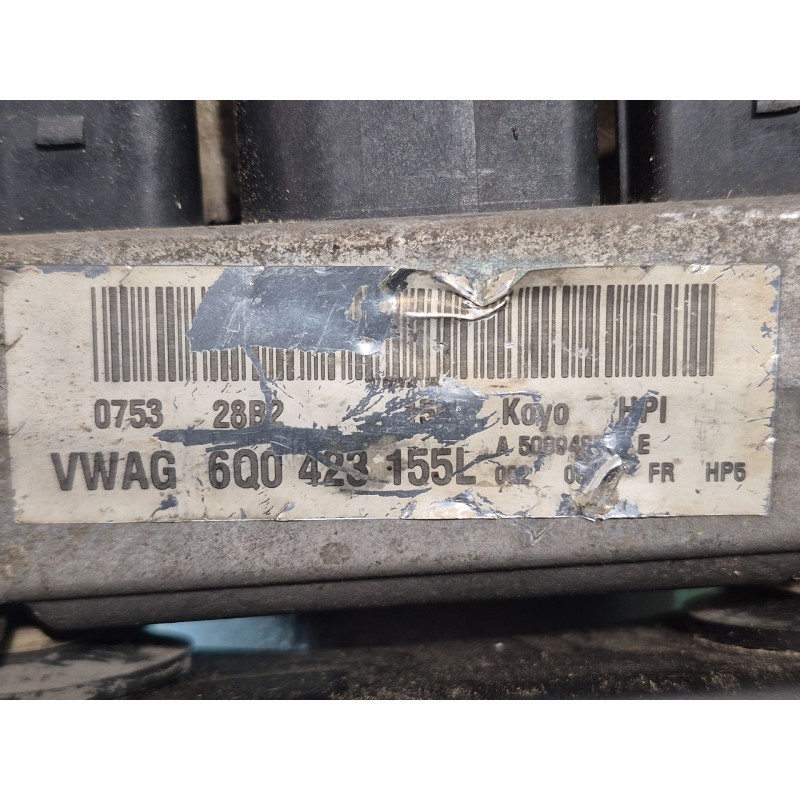 0753 28B2 Koyo HPI
A E
VWAG 6Q0 423 155L FR HP5